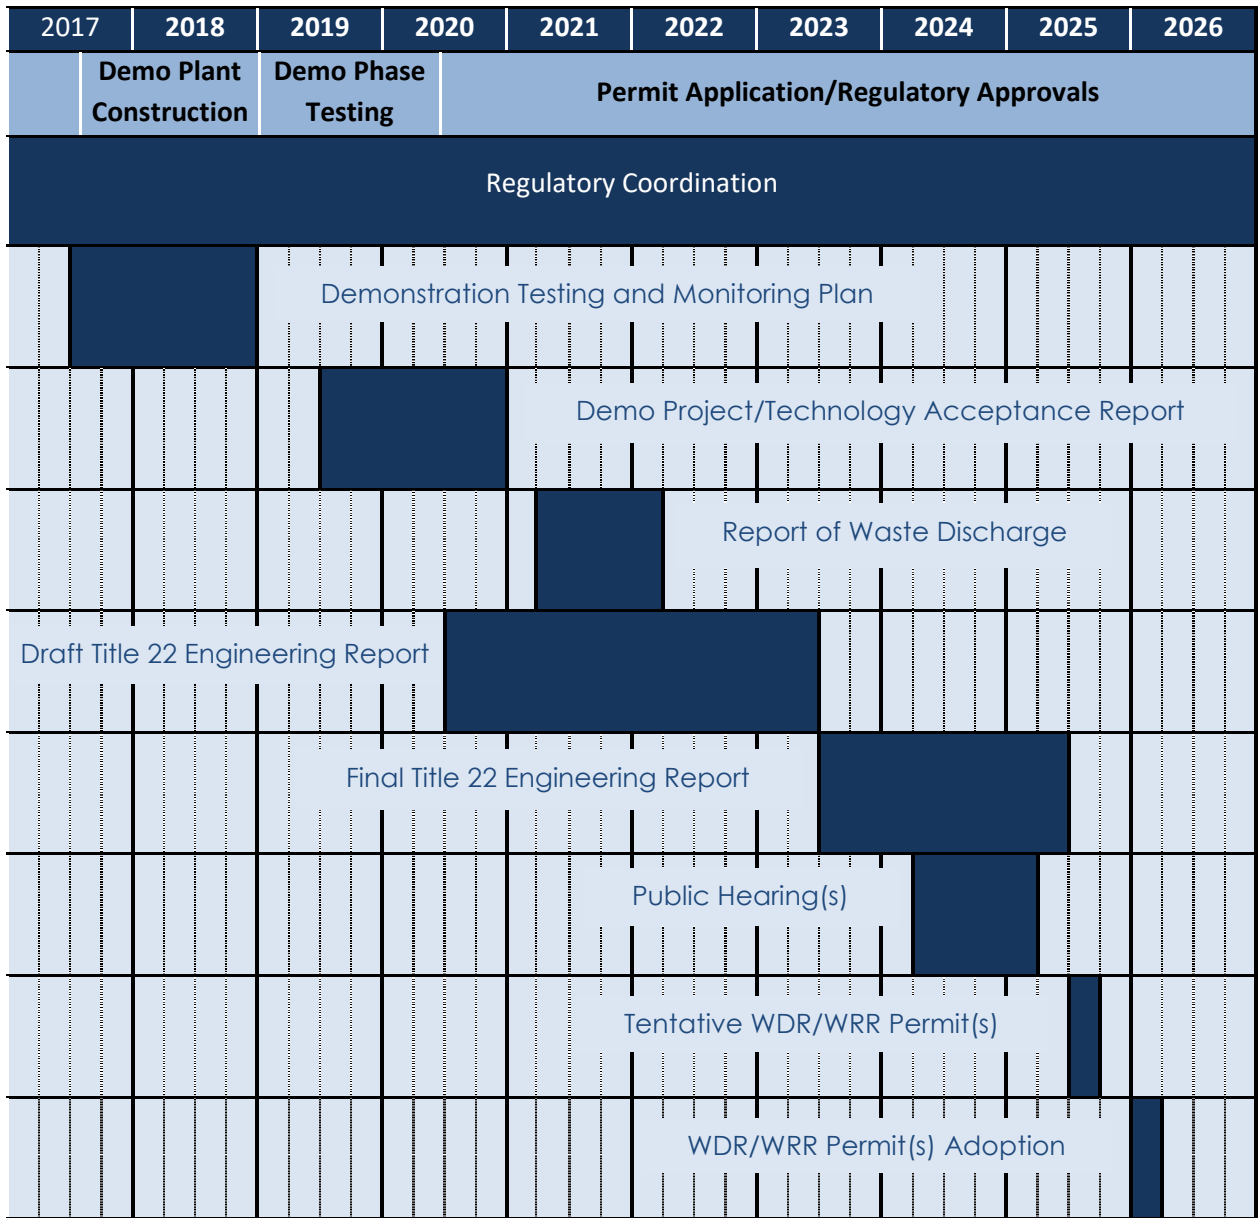 2017 2018 2019 2020 2021 2022 2023 2024 2025 2026
Demo Plant
Construction
Demo Phase
Testing
Permit Application/Regulatory Approvals
Regulatory Coordination
Demonstration Testing and Monitoring Plan
Demo Project/Technology Acceptance Report
Report of Waste Discharge
Draft Title 22 Engineering Report
Final Title 22 Engineering Report
Public Hearing(s)
Tentative WDR/WRR Permit(s)
WDR/WRR Permit(s) Adoption